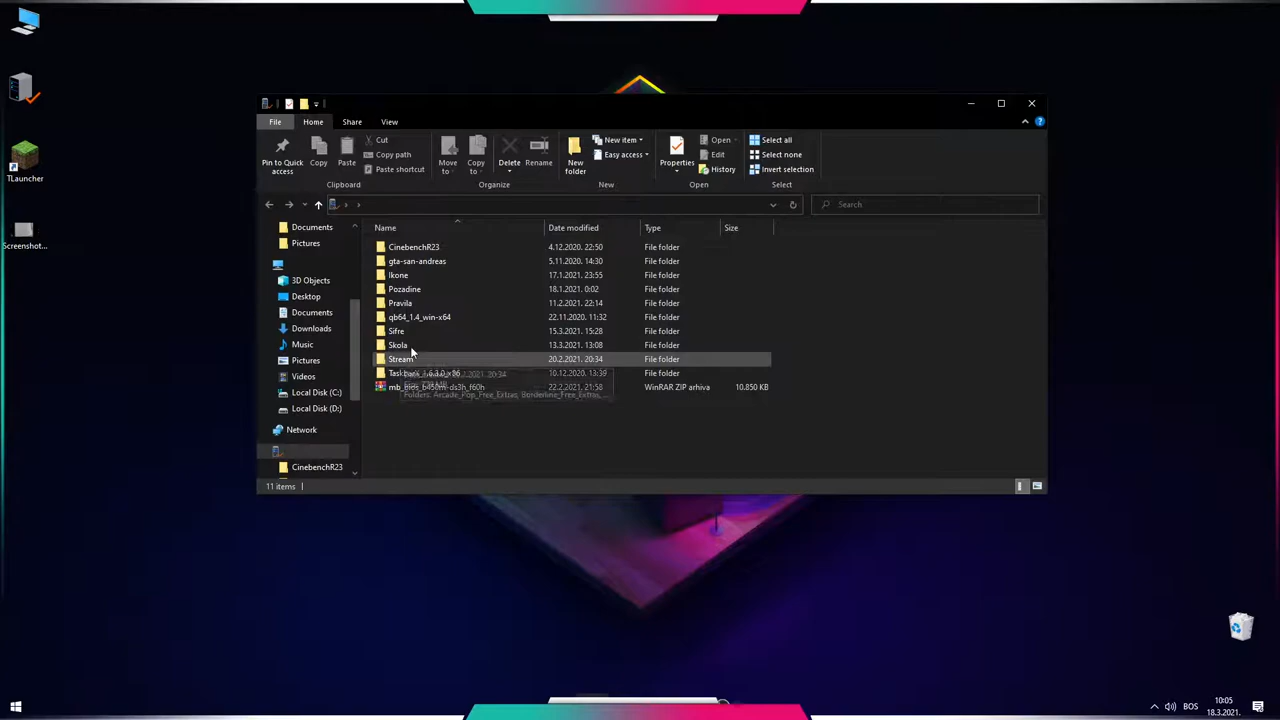 File Home Share View
Pin to Quick access
Copy
Paste
Cut
Copy path
Paste shortcut
Clipboard
Move to
Copy to
Delete
Rename
Organize
New folder
New item
Easy access
New
Properties
Open
Edit
History
Open
Select all
Select none
Invert selection
Select
Search
Name Date modified Type Size
CinebenchR23 4.12.2020. 22:50 File folder
gta-san-andreas 5.11.2020. 14:30 File folder
Ikone 17.1.2021. 23:55 File folder
Pozadine 18.1.2021. 0:02 File folder
Pravila 11.2.2021. 22:14 File folder
qb64_1.4_win-x64 22.11.2020. 11:32 File folder
Sifre 15.3.2021. 15:28 File folder
Skola 13.3.2021. 13:08 File folder
Stream 20.2.2021. 20:34 File folder
10.12.2020. 13:39 File folder
mb_bios_b450m-ds3h_f60h 22.2.2021. 21:58 WinRAR ZIP arhiva 10.850 KB
Folders: Arcade_Pop_Free_Extras, Borderline_Free_Extras, ...
Documents
Pictures
3D Objects
Desktop
Documents
Downloads
Music
Pictures
Videos
Local Disk (C:)
Local Disk (D:)
Network
CinebenchR23
11 items
TLauncher
Screenshot...
BOS
10:05
18.3.2021.